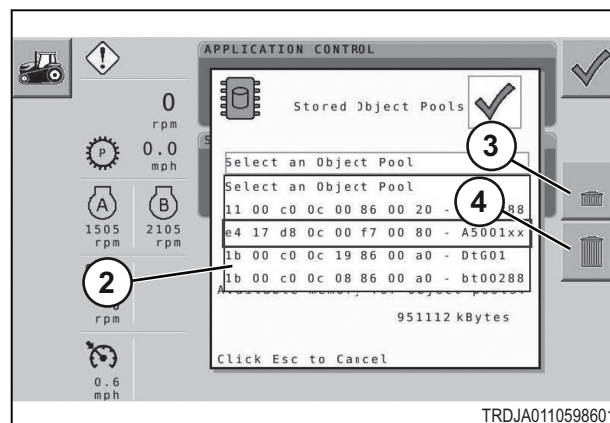 APPLICATION CONTROL
0
rpm
Stored Object Pools
3
P
0.0
mph
S
Select an Object Pool
Select an Object Pool
4
A
B
11 00 c0 0c 00 86 00 20 - 288
1505
rpm
2105
rpm
e4 17 d8 0c 00 f7 00 80 - A5001xx
1b 00 c0 0c 19 86 00 a0 - DtG01
2
1b 00 c0 0c 08 86 00 a0 - bt00288
rpm
951112 kBytes
Click Esc to Cancel
0.6
mph
TRDJA011059860